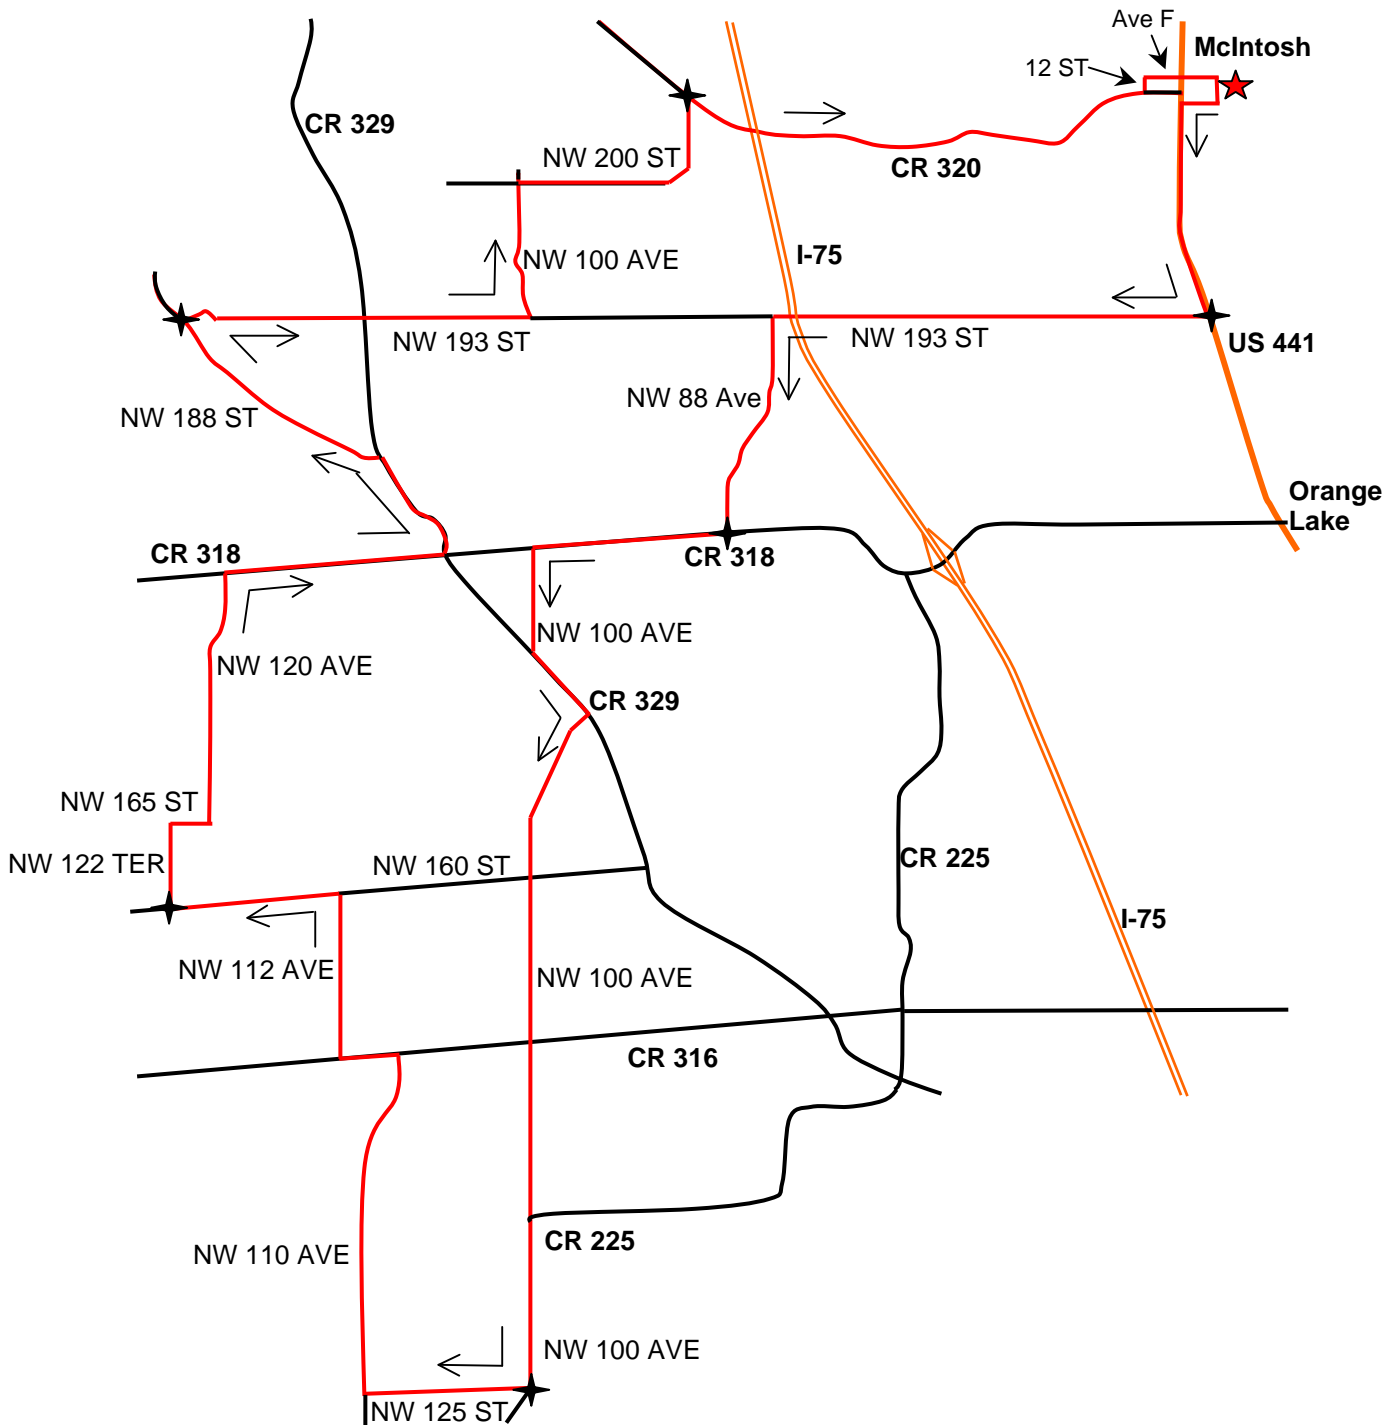 Ave F
McIntosh
12 ST
CR 329
NW 200 ST
CR 320
NW 100 AVE
I-75
NW 193 ST
NW 193 ST
US 441
NW 88 Ave
NW 188 ST
Orange
Lake
CR 318
CR 318
NW 100 AVE
NW 120 AVE
CR 329
NW 165 ST
NW 122 TER
NW 160 ST
CR 225
I-75
NW 112 AVE
NW 100 AVE
CR 316
CR 225
NW 110 AVE
NW 100 AVE
NW 125 ST